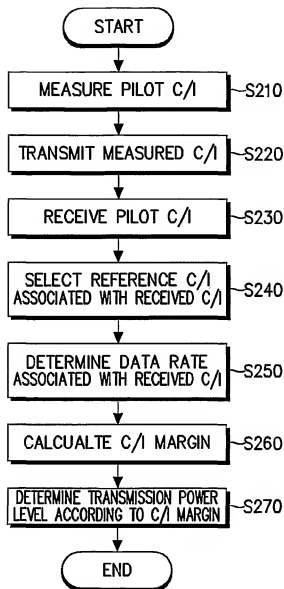 START
MEASURE PILOT C/I
S210
TRANSMIT MEASURED C/I
S220
RECEIVE PILOT C/I
S230
SELECT REFERENCE C/I
ASSOCIATED WITH RECEIVED C/I
S240
DETERMINE DATA RATE
ASSOCIATED WITH RECEIVED C/I
S250
CALCUALTE C/I MARGIN
S260
DETERMINE TRANSMISSION POWER
LEVEL ACCORDING TO C/I MARGIN
S270
END